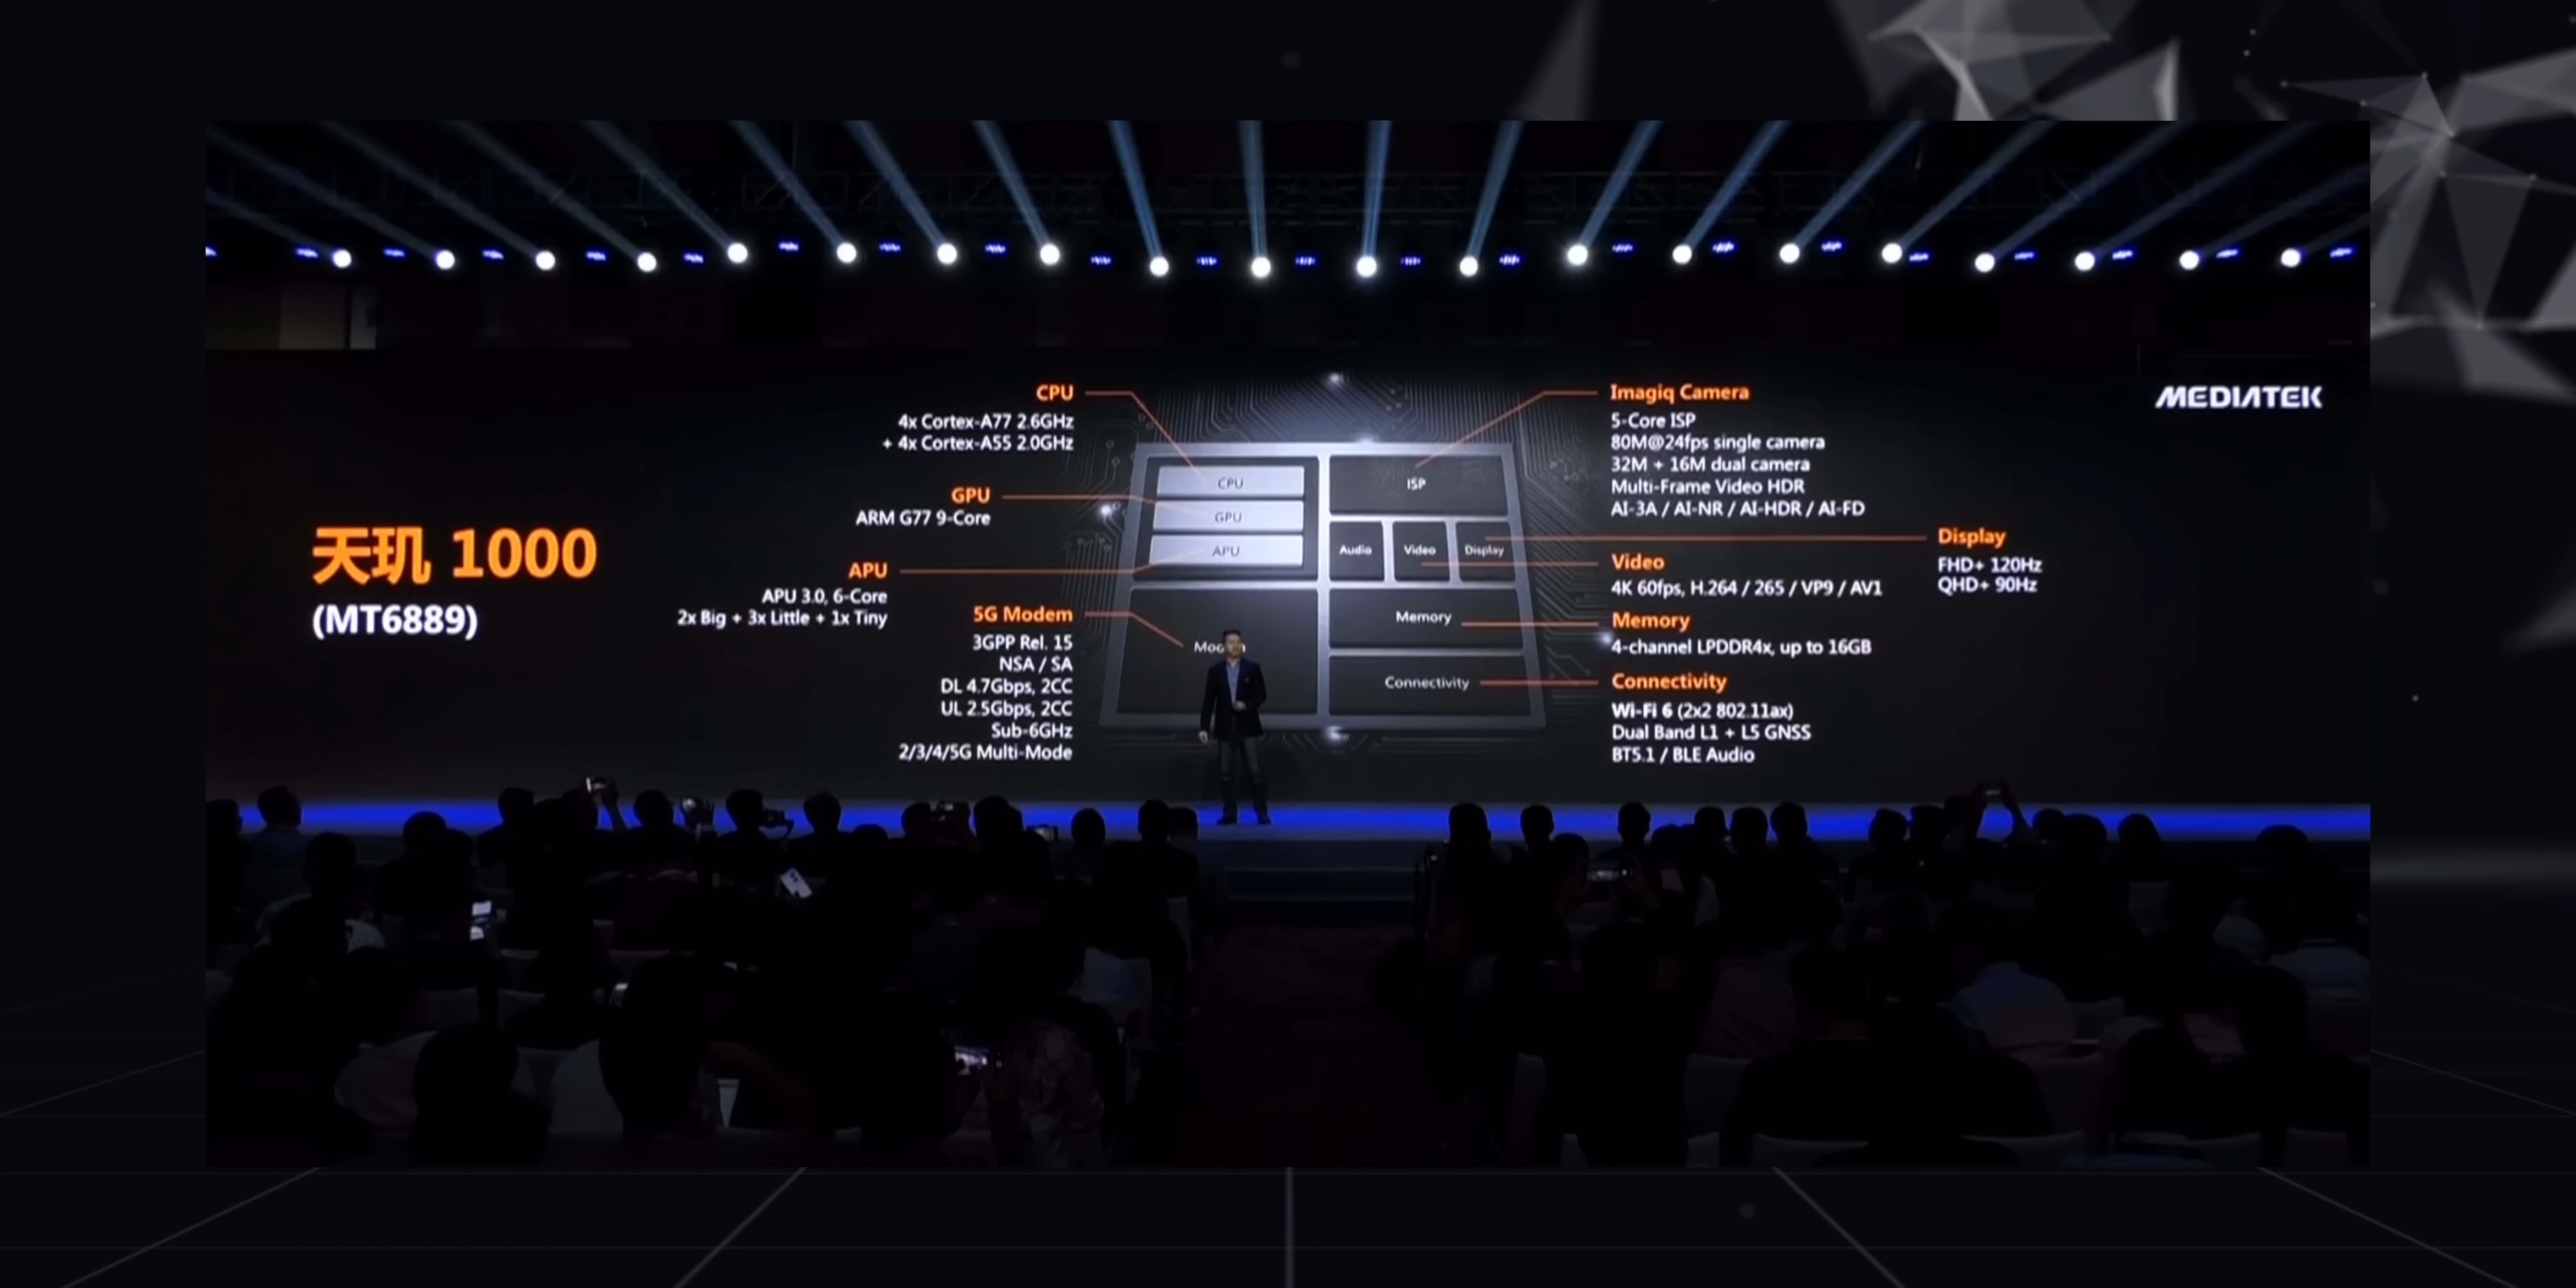 MEDIATEK
天玑 1000
(MT6889)
CPU
4x Cortex-A77 2.6GHz
+ 4x Cortex-A55 2.0GHz
GPU
ARM G77 9-Core
APU
APU 3.0, 6-Core
2x Big + 3x Little + 1x Tiny
5G Modem
3GPP Rel. 15
NSA / SA
DL 4.7Gbps, 2CC
UL 2.5Gbps, 2CC
Sub-6GHz
2/3/4/5G Multi-Mode
CPU
GPU
APU
ISP
Audio
Video
Display
Memory
Connectivity
Imagiq Camera
5-Core ISP
80M@24fps single camera
32M + 16M dual camera
Multi-Frame Video HDR
AI-3A / AI-NR / AI-HDR / AI-FD
Video
4K 60fps, H.264 / 265 / VP9 / AV1
Display
FHD+ 120Hz
QHD+ 90Hz
Memory
4-channel LPDDR4x, up to 16GB
Connectivity
Wi-Fi 6 (2x2 802.11ax)
Dual Band L1 + L5 GNSS
BT5.1 / BLE Audio